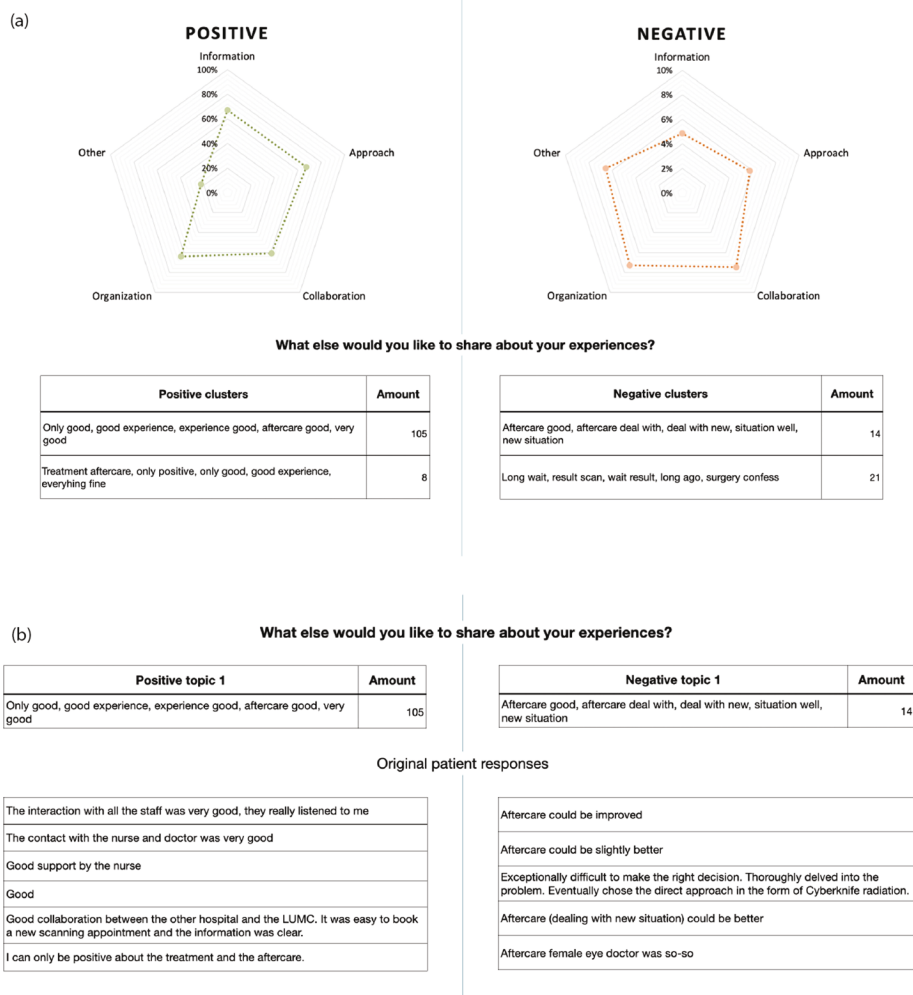 (a)
POSITIVE
Information
100%
80%
60%
40%
20%
0%
Other
Approach
Organization
Collaboration
NEGATIVE
Information
10%
8%
6%
4%
2%
0%
Other
Approach
Organization
Collaboration
What else would you like to share about your experiences?
Positive clusters Amount
Only good, good experience, experience good, aftercare good, very
good
105
Treatment aftercare, only positive, only good, good experience,
everyhing fine
8
Negative clusters Amount
Aftercare good, aftercare deal with, deal with new, situation well,
new situation
14
Long wait, result scan, wait result, long ago, surgery confess 21
(b)
What else would you like to share about your experiences?
Positive topic 1 Amount
Only good, good experience, experience good, aftercare good, very
good
105
Negative topic 1 Amount
Aftercare good, aftercare deal with, deal with new, situation well,
new situation
14
Original patient responses
The interaction with all the staff was very good, they really listened to me
The contact with the nurse and doctor was very good
Good support by the nurse
Good
Good collaboration between the other hospital and the LUMC. It was easy to book
a new scanning appointment and the information was clear.
I can only be positive about the treatment and the aftercare.
Aftercare could be improved
Aftercare could be slightly better
Exceptionally difficult to make the right decision. Thoroughly delved into the
problem. Eventually chose the direct approach in the form of Cyberknife radiation.
Aftercare (dealing with new situation) could be better
Aftercare female eye doctor was so-so